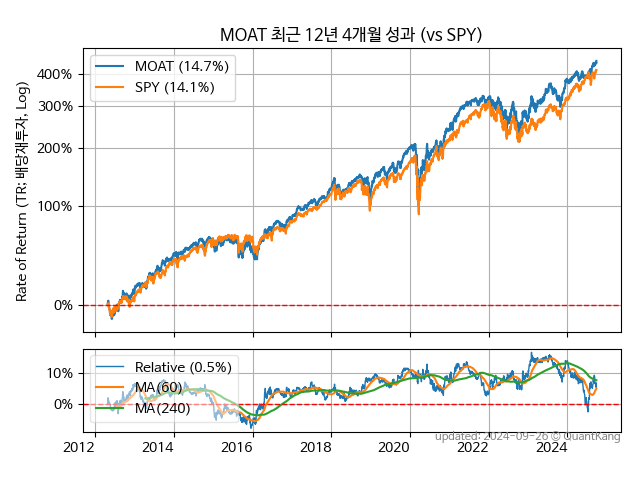 MOAT 최근 12년 4개월 성과 (vs SPY)
Rate of Return (TR; 배당재투자, Log)
MOAT (14.7%)
SPY (14.1%)
400%
300%
200%
100%
0%
Relative (0.5%)
MA(60)
MA(240)
10%
0%
2012 2014 2016 2018 2020 2022 2024
updated: 2024-09-26 © QuantKang